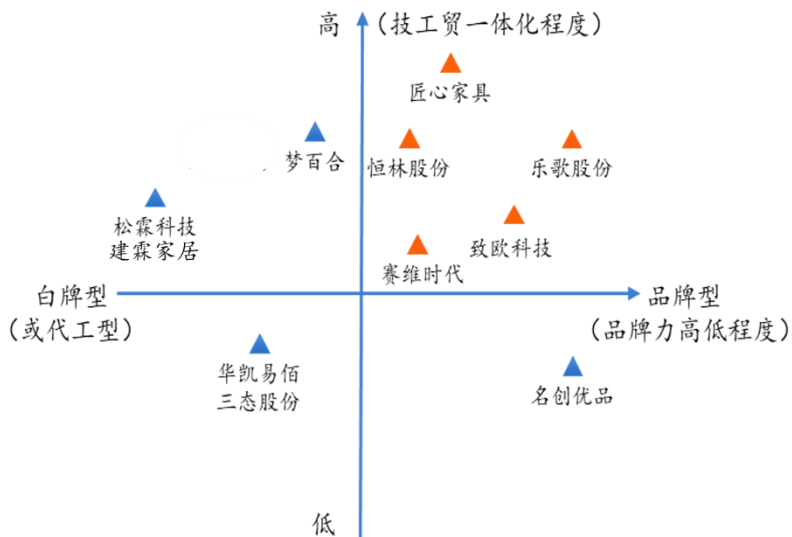 高 （技工贸一体化程度）
匠心家具
梦百合
恒林股份
乐歌股份
松霖科技
建霖家居
致欧科技
赛维时代
白牌型
（或代工型）
品牌型
（品牌力高低程度）
华凯易佰
三态股份
名创优品
低